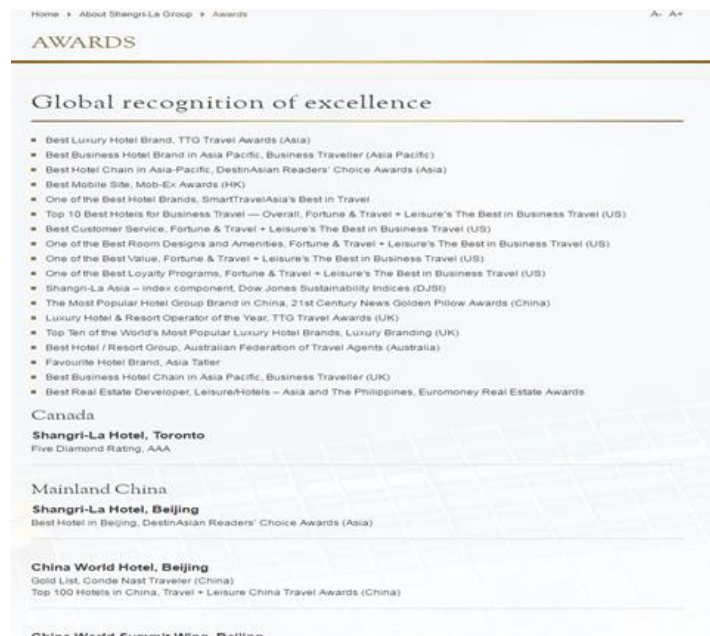 Home ▸ About Shangri-La Group ▸ Awards
A- A+
AWARDS
Global recognition of excellence
Best Luxury Hotel Brand, TTG Travel Awards (Asia)
Best Business Hotel Brand in Asia Pacific, Business Traveller (Asia Pacific)
Best Hotel Chain in Asia-Pacific, DestinAsian Readers' Choice Awards (Asia)
Best Mobile Site, Mob-Ex Awards (HK)
One of the Best Hotel Brands, SmartTravelAsia's Best in Travel
Top 10 Best Hotels for Business Travel — Overall, Fortune & Travel + Leisure's The Best in Business Travel (US)
Best Customer Service, Fortune & Travel + Leisure's The Best in Business Travel (US)
One of the Best Room Designs and Amenities, Fortune & Travel + Leisure's The Best in Business Travel (US)
One of the Best Value, Fortune & Travel + Leisure's The Best in Business Travel (US)
One of the Best Loyalty Programs, Fortune & Travel + Leisure's The Best in Business Travel (US)
Shangri-La Asia – index component, Dow Jones Sustainability Indices (DJSI)
The Most Popular Hotel Group Brand in China, 21st Century News Golden Pillow Awards (China)
Luxury Hotel & Resort Operator of the Year, TTG Travel Awards (UK)
Top Ten of the World's Most Popular Luxury Hotel Brands, Luxury Branding (UK)
Best Hotel / Resort Group, Australian Federation of Travel Agents (Australia)
Favourite Hotel Brand, Asia Tatler
Best Business Hotel Chain in Asia Pacific, Business Traveller (UK)
Best Real Estate Developer, Leisure/Hotels – Asia and The Philippines, Euromoney Real Estate Awards
Canada
Shangri-La Hotel, Toronto
Five Diamond Rating, AAA
Mainland China
Shangri-La Hotel, Beijing
Best Hotel in Beijing, DestinAsian Readers' Choice Awards (Asia)
China World Hotel, Beijing
Gold List, Conde Nast Traveler (China)
Top 100 Hotels in China, Travel + Leisure China Travel Awards (China)
China World Summit Wing, Beijing